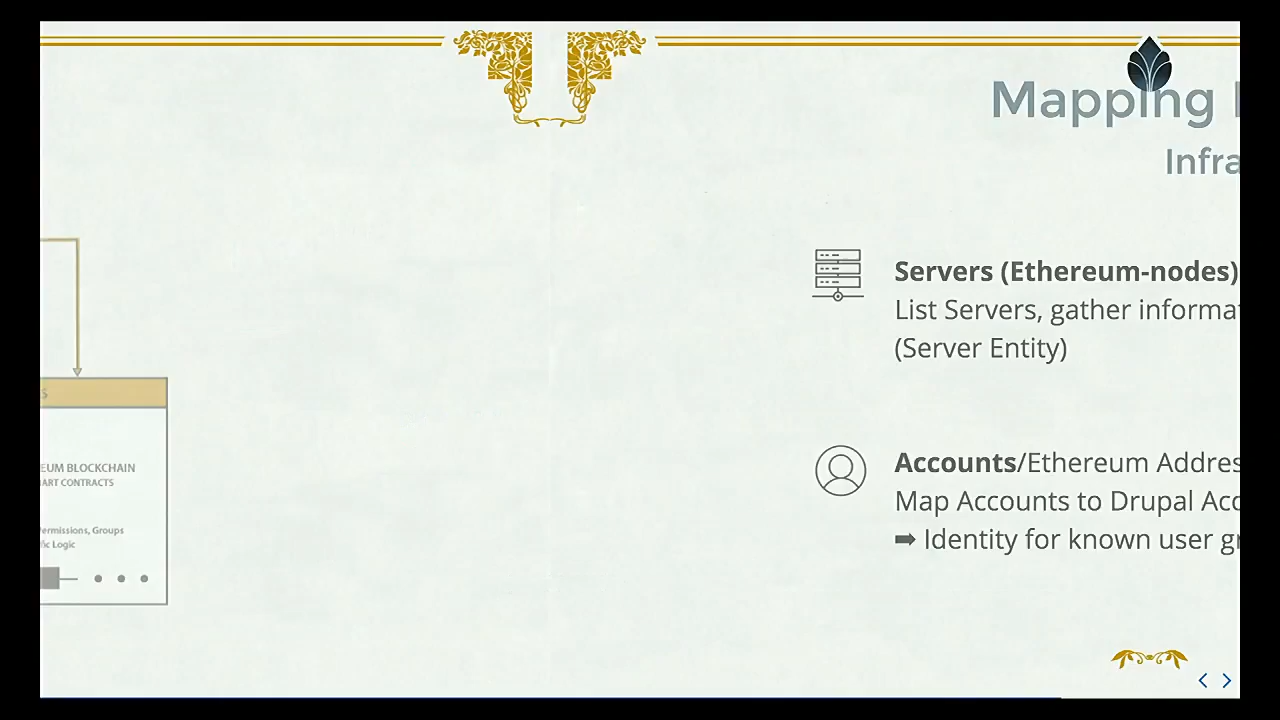 Mapping
Infra
Servers (Ethereum-nodes)
List Servers, gather informat
(Server Entity)
Accounts/Ethereum Addres
Map Accounts to Drupal Acc
➡ Identity for known user gr
S
EUM BLOCKCHAIN
ART CONTRACTS
ermissions, Groups
fic Logic